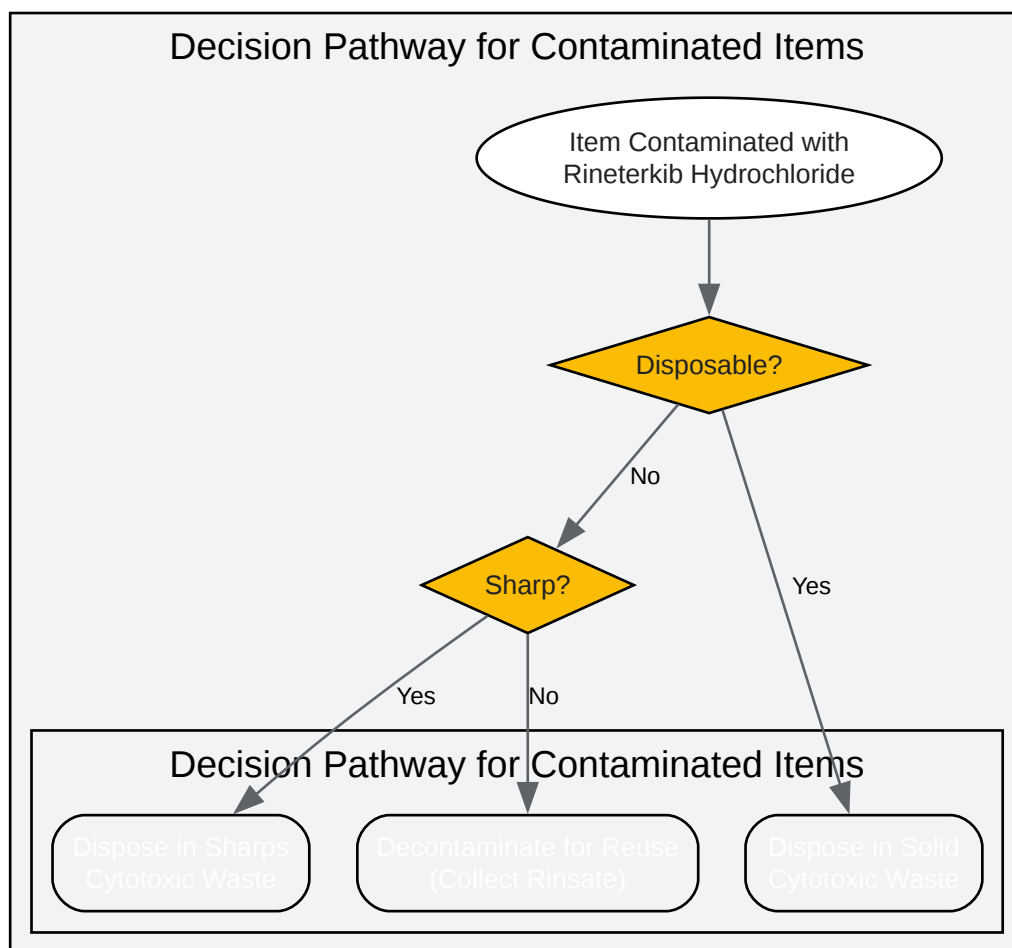 Decision Pathway for Contaminated Items
Item Contaminated with
Rineterkib Hydrochloride
Disposable?
No
Sharp?
Yes
Yes
No
Decision Pathway for Contaminated Items
Dispose in Sharps
Cytotoxic Waste
Decontaminate for Reuse
(Collect Rinsate)
Dispose in Solid
Cytotoxic Waste